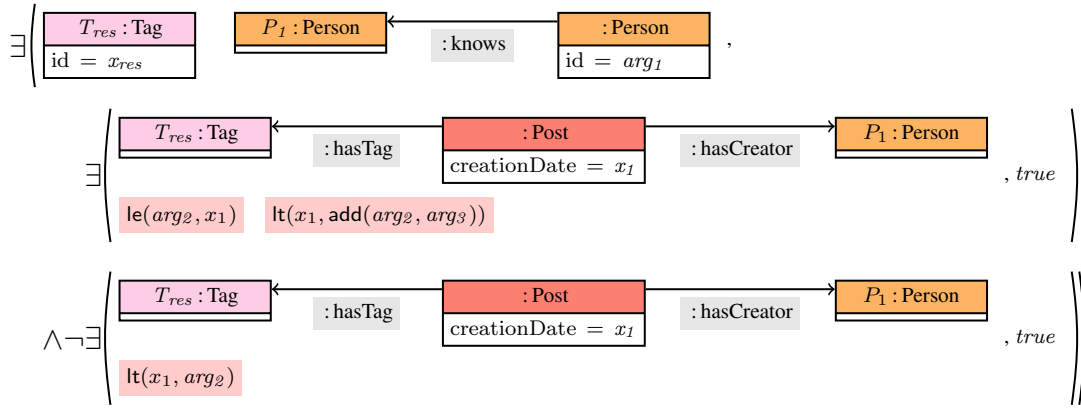 ∃( T_res : Tag P_1 : Person : Person ,
id = x_res : knows id = arg_1
T_res : Tag : Post P_1 : Person
: hasTag creationDate = x_1 : hasCreator
∃( , true )
le(arg_2, x_1) lt(x_1, add(arg_2, arg_3))
T_res : Tag : Post P_1 : Person
: hasTag creationDate = x_1 : hasCreator
∧¬∃( , true ))
lt(x_1, arg_2)